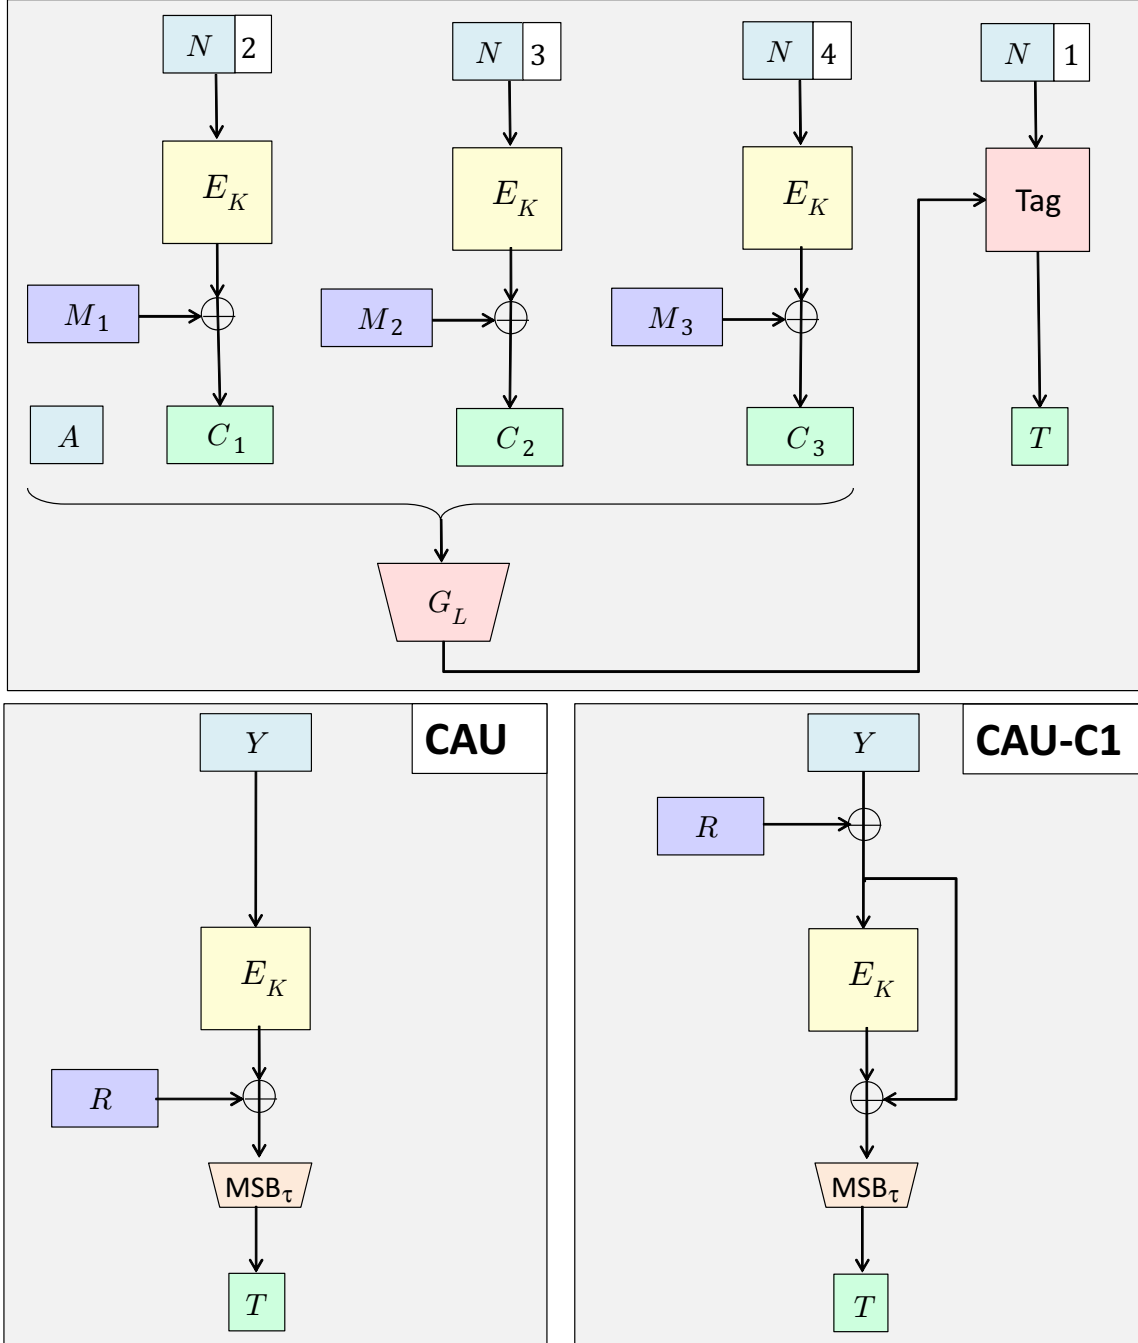 N 2 N 3 N 4 N 1
E_K E_K E_K Tag
M_1 M_2 M_3
A C_1 C_2 C_3 T
G_L
CAU
Y
E_K
R
MSB_τ
T
CAU-C1
Y
R
E_K
MSB_τ
T